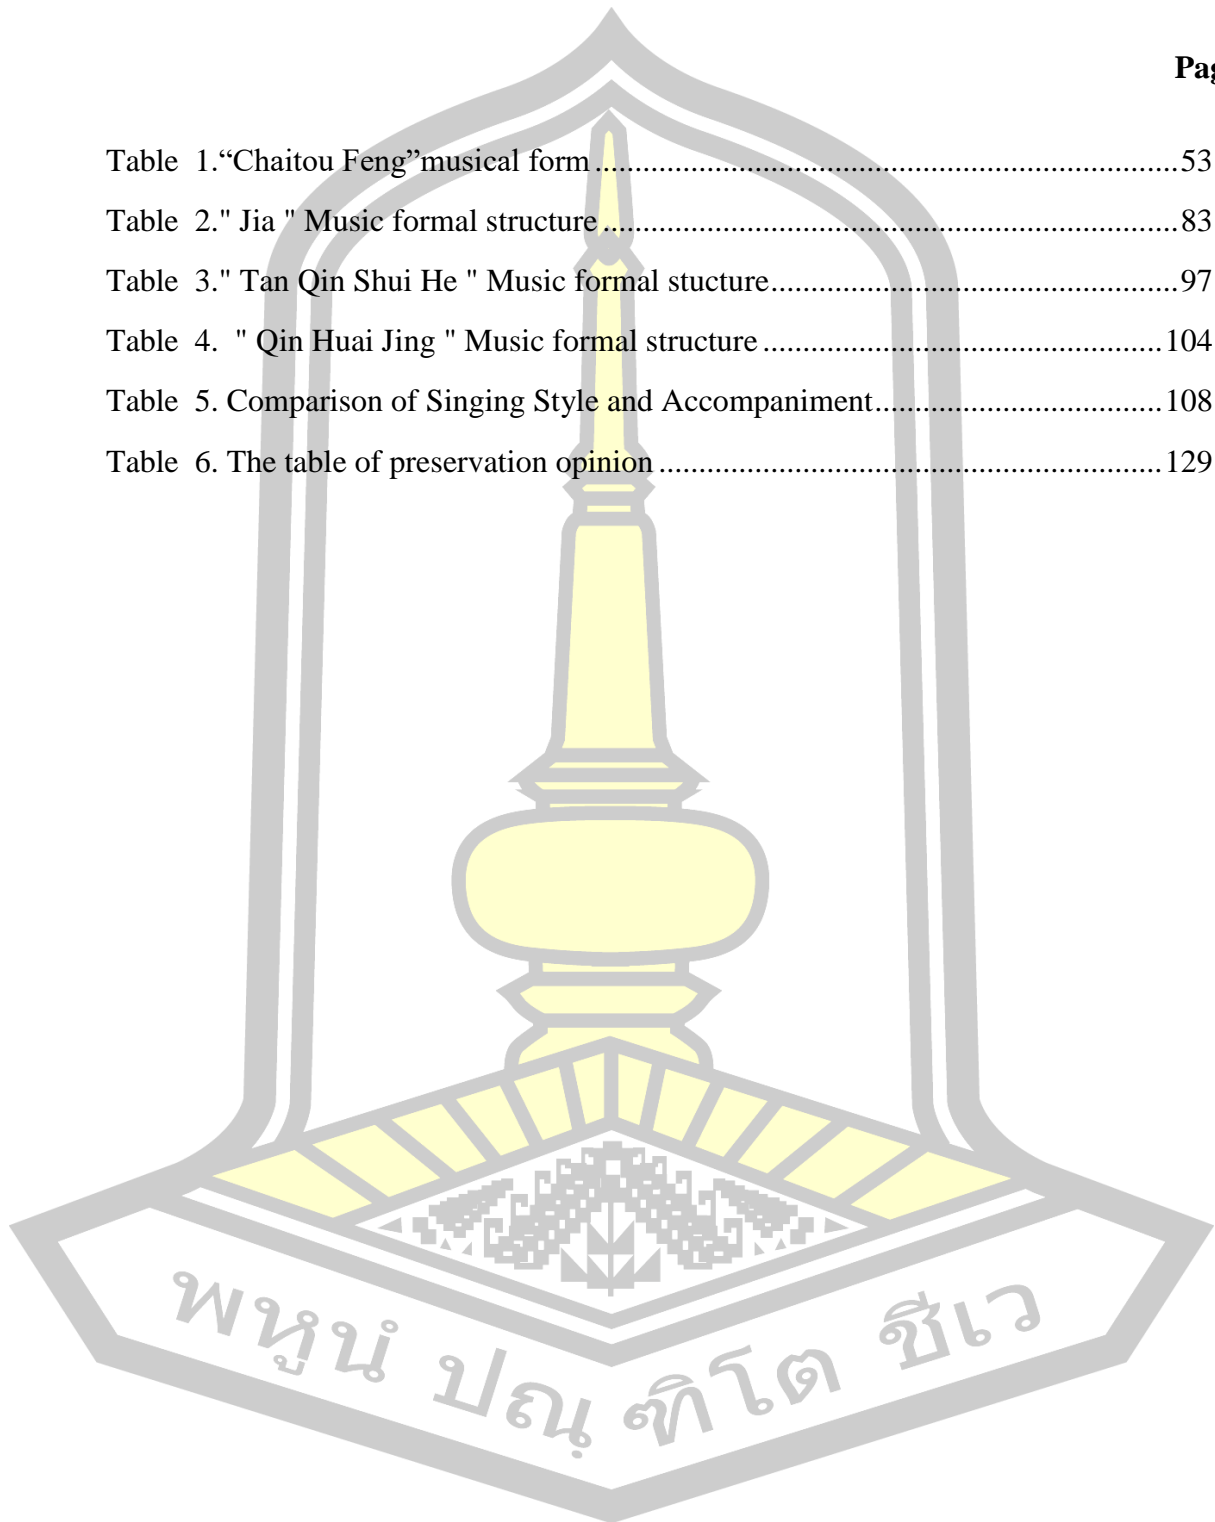 Pag
Table 1.“Chaitou Feng”musical form ........................................................................ 53
Table 2." Jia " Music formal structure ....................................................................... 83
Table 3." Tan Qin Shui He " Music formal stucture................................................... 97
Table 4. " Qin Huai Jing " Music formal structure .................................................. 104
Table 5. Comparison of Singing Style and Accompaniment.................................... 108
Table 6. The table of preservation opinion ............................................................... 129
พหูนํ ปณฺฑิโต ชีเว